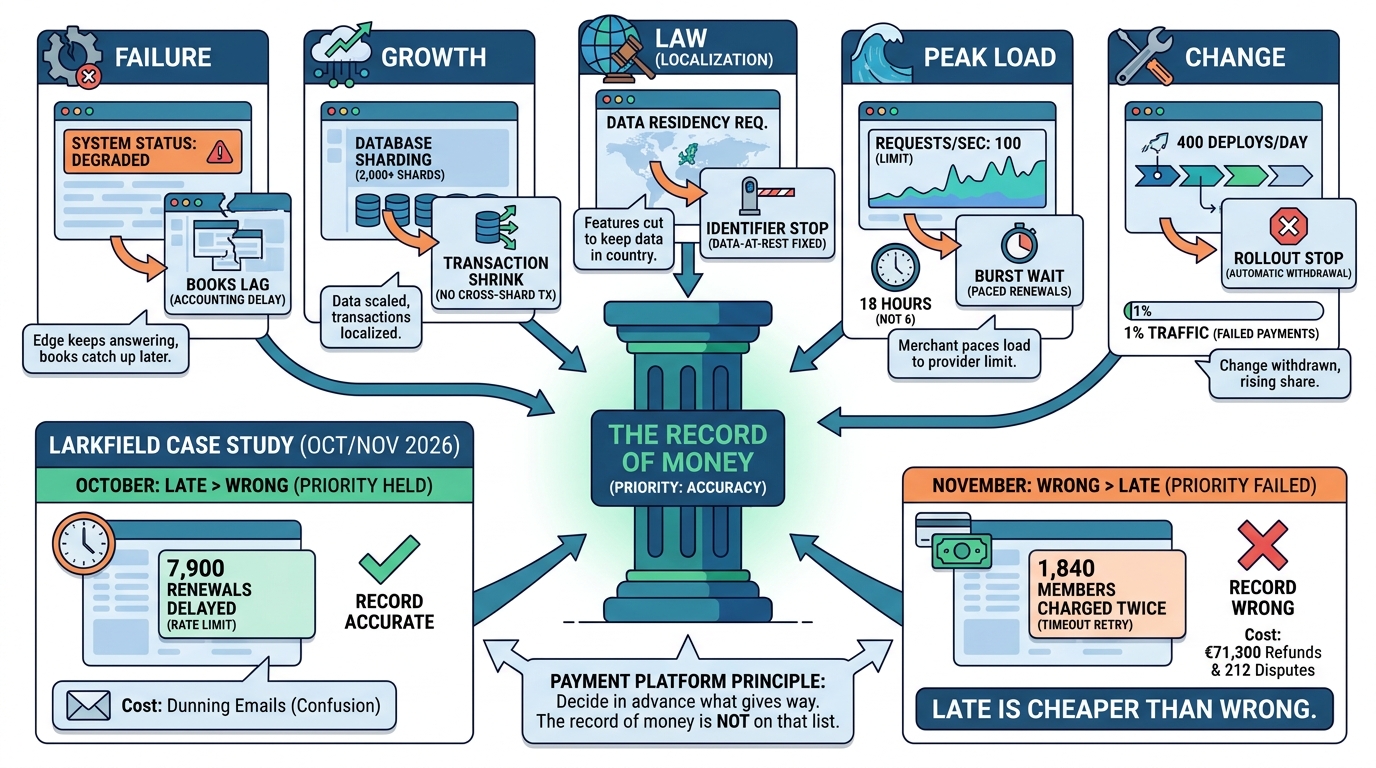 FAILURE
SYSTEM STATUS:
DEGRADED
BOOKS LAG
(ACCOUNTING DELAY)
Edge keeps answering,
books catch up later.
GROWTH
DATABASE
SHARDING
(2,000+ SHARDS)
TRANSACTION
SHRINK
(NO CROSS-SHARD TX)
Data scaled,
transactions
localized.
LAW
(LOCALIZATION)
DATA RESIDENCY REQ.
IDENTIFIER STOP
(DATA-AT-REST FIXED)
Features cut
to keep data
in country.
PEAK LOAD
REQUESTS/SEC: 100
(LIMIT)
18 HOURS
(NOT 6)
BURST WAIT
(PACED RENEWALS)
Merchant paces load
to provider limit.
CHANGE
400 DEPLOYS/DAY
ROLLOUT STOP
(AUTOMATIC WITHDRAWAL)
1%
1% TRAFFIC (FAILED PAYMENTS)
Change withdrawn,
rising share.
THE RECORD
OF MONEY
(PRIORITY: ACCURACY)
LARKFIELD CASE STUDY (OCT/NOV 2026)
OCTOBER: LATE > WRONG (PRIORITY HELD)
7,900
RENEWALS
DELAYED
(RATE LIMIT)
RECORD
ACCURATE
Cost: Dunning Emails (Confusion)
PAYMENT PLATFORM PRINCIPLE:
Decide in advance what gives way.
The record of money is NOT on that list.
NOVEMBER: WRONG > LATE (PRIORITY FAILED)
1,840
MEMBERS
CHARGED TWICE
(TIMEOUT RETRY)
RECORD
WRONG
Cost:
€71,300 Refunds
& 212 Disputes
LATE IS CHEAPER THAN WRONG.